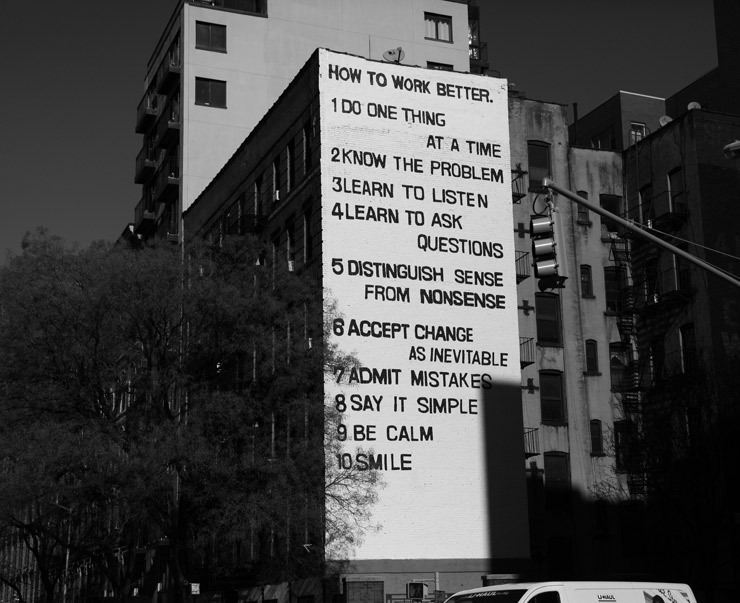 HOW TO WORK BETTER.
1 DO ONE THING
AT A TIME
2 KNOW THE PROBLEM
3 LEARN TO LISTEN
4 LEARN TO ASK
QUESTIONS
5 DISTINGUISH SENSE
FROM NONSENSE
6 ACCEPT CHANGE
AS INEVITABLE
7 ADMIT MISTAKES
8 SAY IT SIMPLE
9 BE CALM
10 SMILE
U-HAUL
U-HAUL